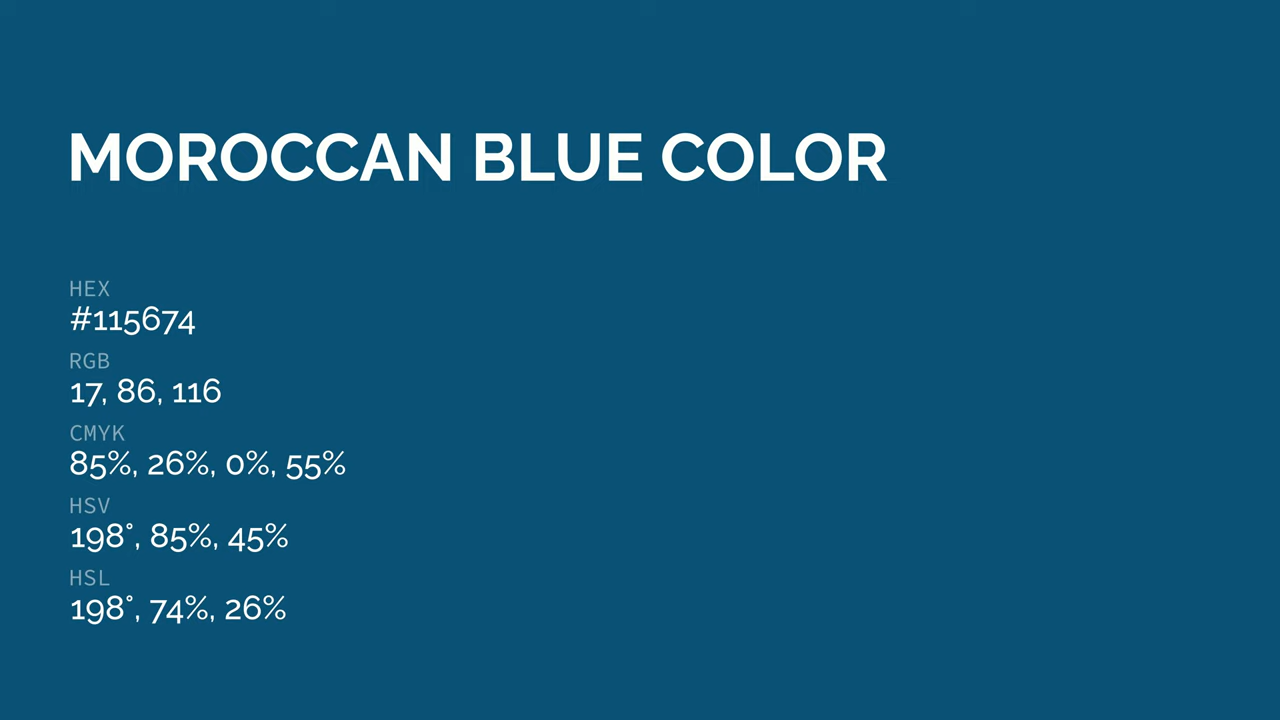 MOROCCAN BLUE COLOR
HEX
#115674
RGB
17, 86, 116
CMYK
85%, 26%, 0%, 55%
HSV
198°, 85%, 45%
HSL
198°, 74%, 26%